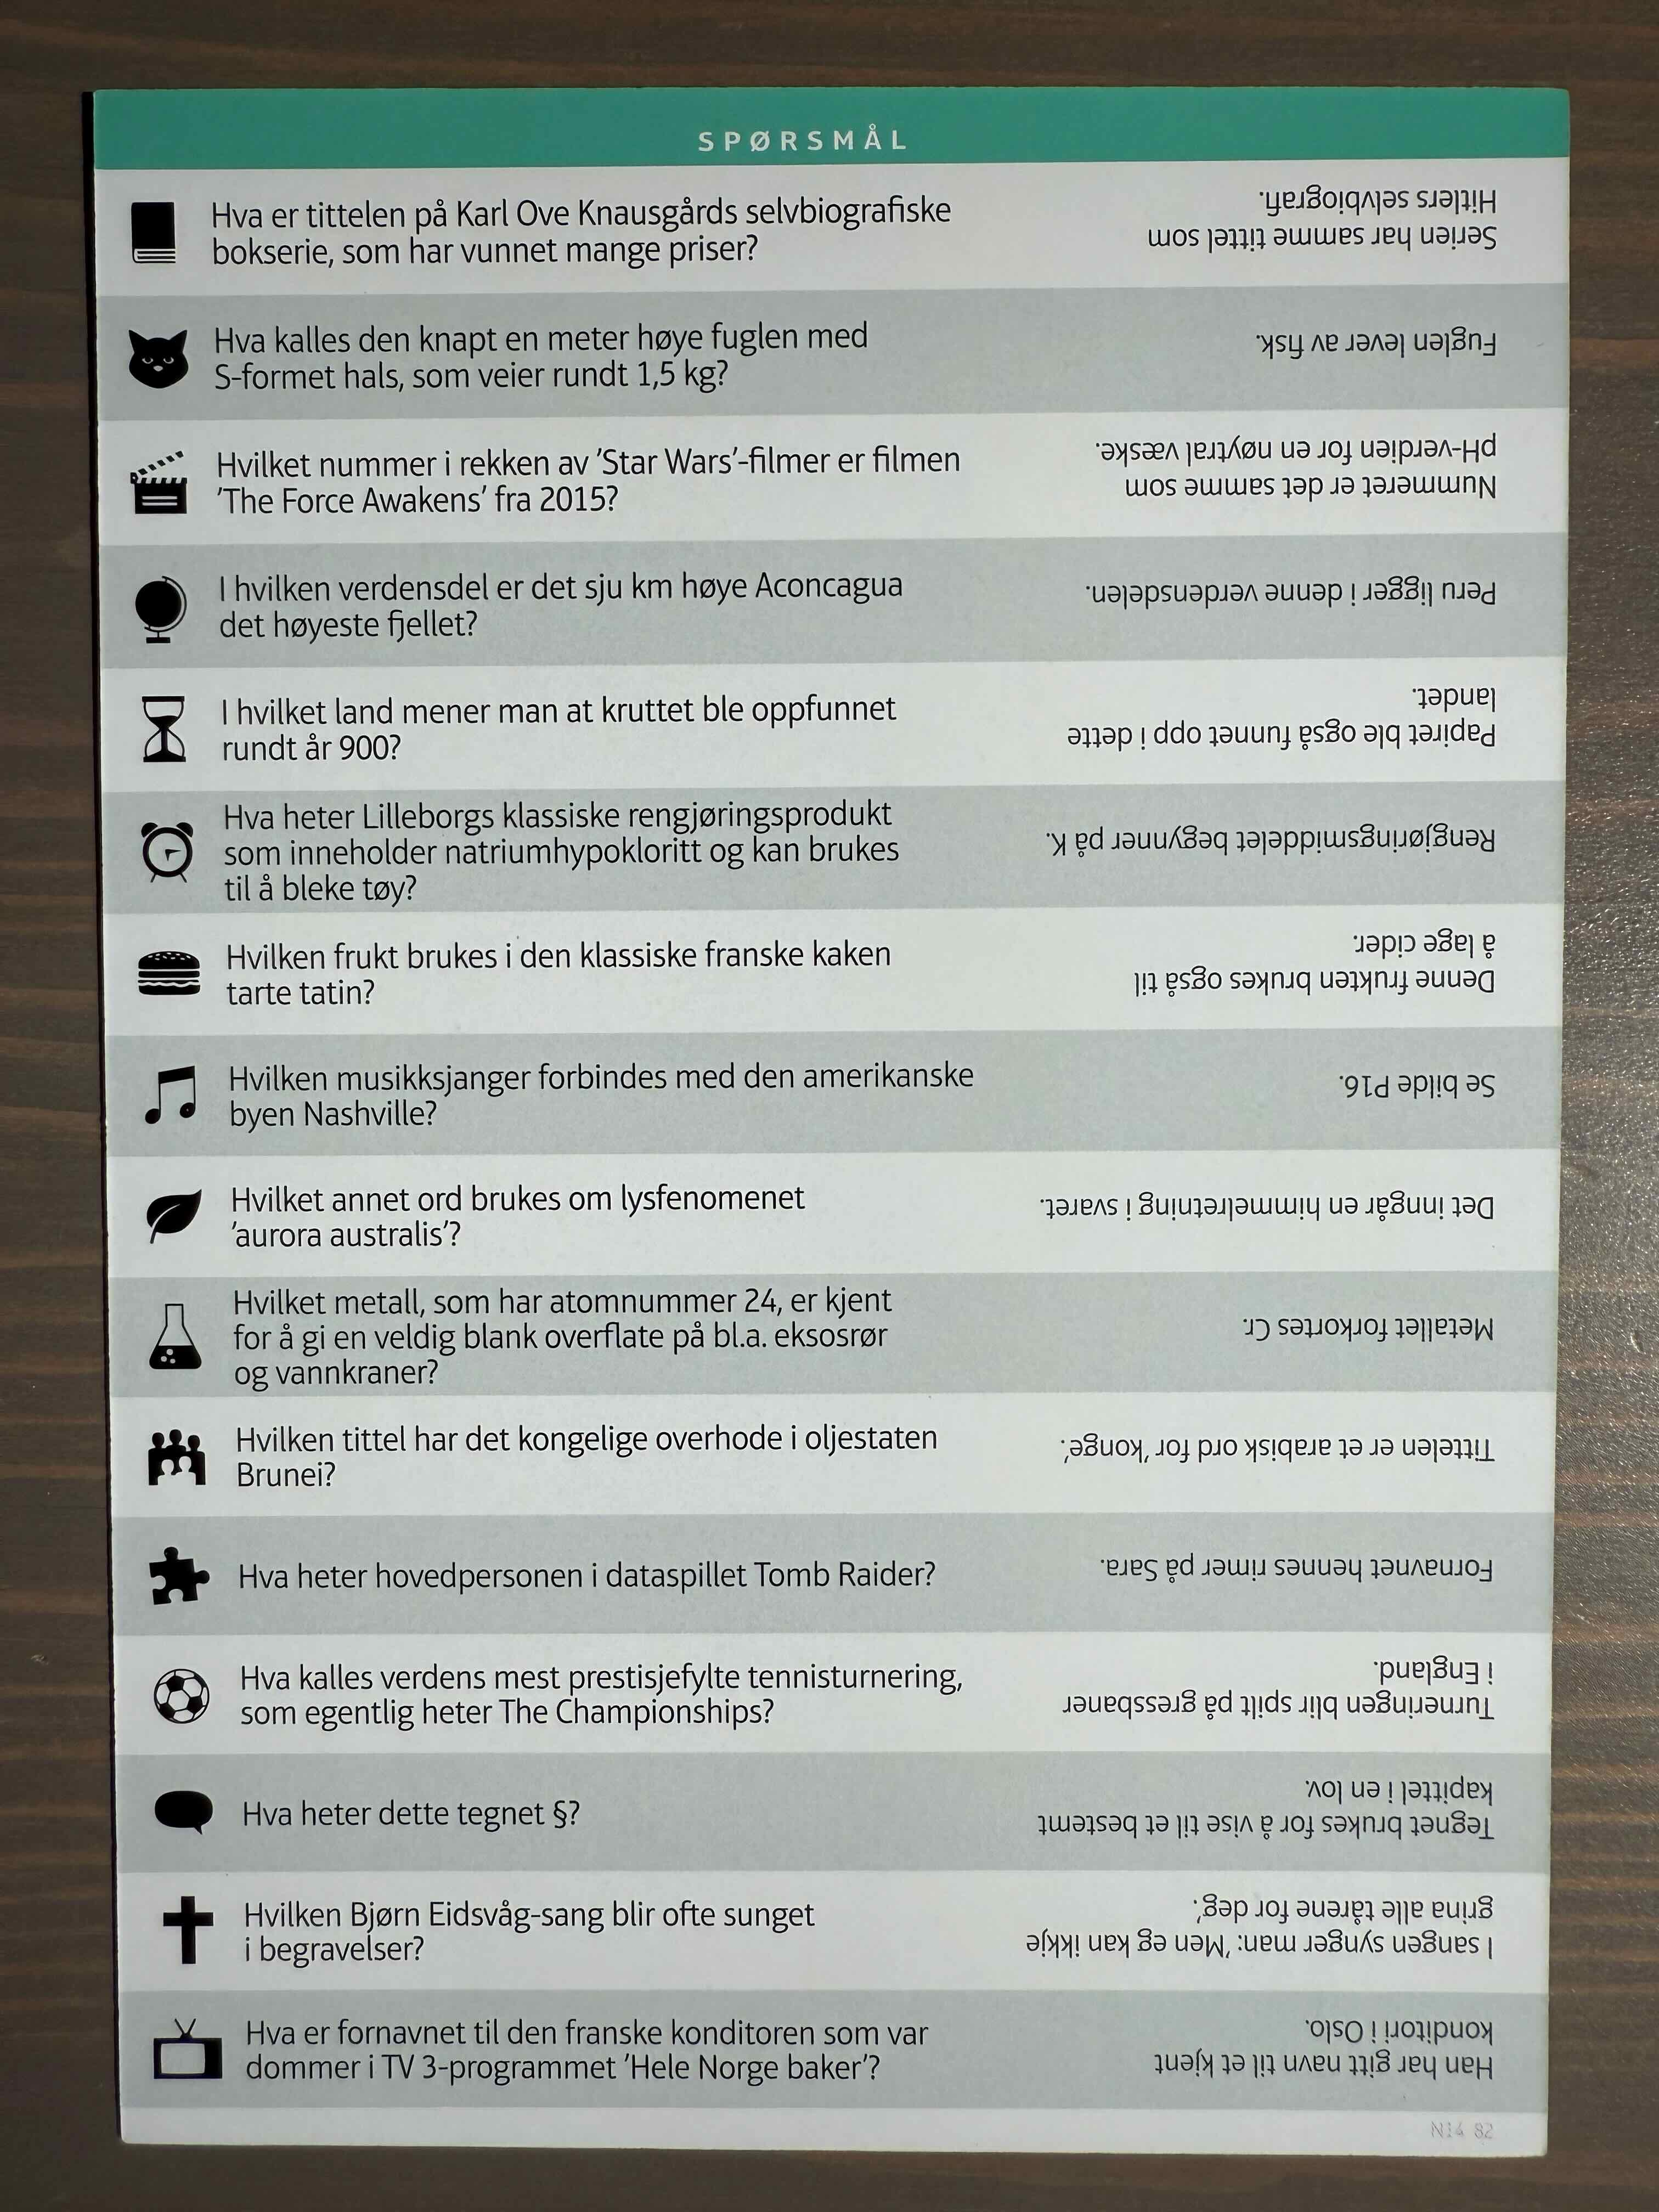 SPØRSMÅL
Hva er tittelen på Karl Ove Knausgårds selvbiografiske
bokserie, som har vunnet mange priser?
Serien har samme tittel som
Hitlers selvbiografi.
Hva kalles den knapt en meter høye fuglen med
S-formet hals, som veier rundt 1,5 kg?
Fuglen lever av fisk.
Hvilket nummer i rekken av 'Star Wars'-filmer er filmen
'The Force Awakens' fra 2015?
Nummeret er det samme som
pH-verdien for en nøytral væske.
I hvilken verdensdel er det sju km høye Aconcagua
det høyeste fjellet?
Peru ligger i denne verdensdelen.
I hvilket land mener man at kruttet ble oppfunnet
rundt år 900?
Papiret ble også funnet opp i dette
landet.
Hva heter Lilleborgs klassiske rengjøringsprodukt
som inneholder natriumhypokloritt og kan brukes
til å bleke tøy?
Rengjøringsmiddelet begynner på K.
Hvilken frukt brukes i den klassiske franske kaken
tarte tatin?
Denne frukten brukes også til
å lage cider.
Hvilken musikksjanger forbindes med den amerikanske
byen Nashville?
Se bilde P16.
Hvilket annet ord brukes om lysfenomenet
'aurora australis'?
Det inngår en himmelretning i svaret.
Hvilket metall, som har atomnummer 24, er kjent
for å gi en veldig blank overflate på bl.a. eksosrør
og vannkraner?
Metallet forkortes Cr.
Hvilken tittel har det kongelige overhode i oljestaten
Brunei?
Tittelen er et arabisk ord for 'konge'.
Hva heter hovedpersonen i dataspillet Tomb Raider?
Fornavnet hennes rimer på Sara.
Hva kalles verdens mest prestisjefylte tennisturnering,
som egentlig heter The Championships?
Turneringen blir spilt på gressbaner
i England.
Hva heter dette tegnet §?
Tegnet brukes for å vise til et bestemt
kapittel i en lov.
Hvilken Bjørn Eidsvåg-sang blir ofte sunget
i begravelser?
I sangen synger man: 'Men eg kan ikkje
grina alle tårene for deg'.
Hva er fornavnet til den franske konditoren som var
dommer i TV 3-programmet 'Hele Norge baker'?
Han har gitt navn til et kjent
konditori i Oslo.
N14 82